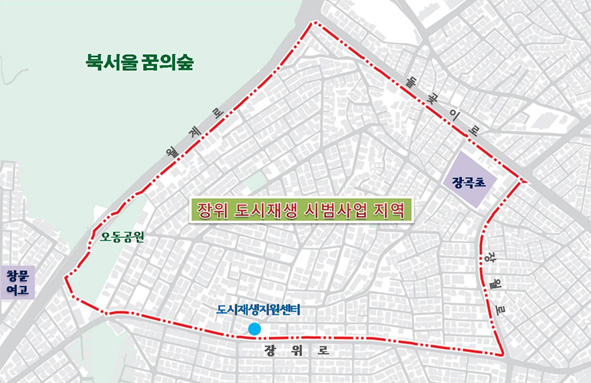 북서울 꿈의숲
돌곶이로
월계로
장곡초
장위 도시재생 시범사업 지역
오동공원
장월로
창문
여고
도시재생지원센터
장위로